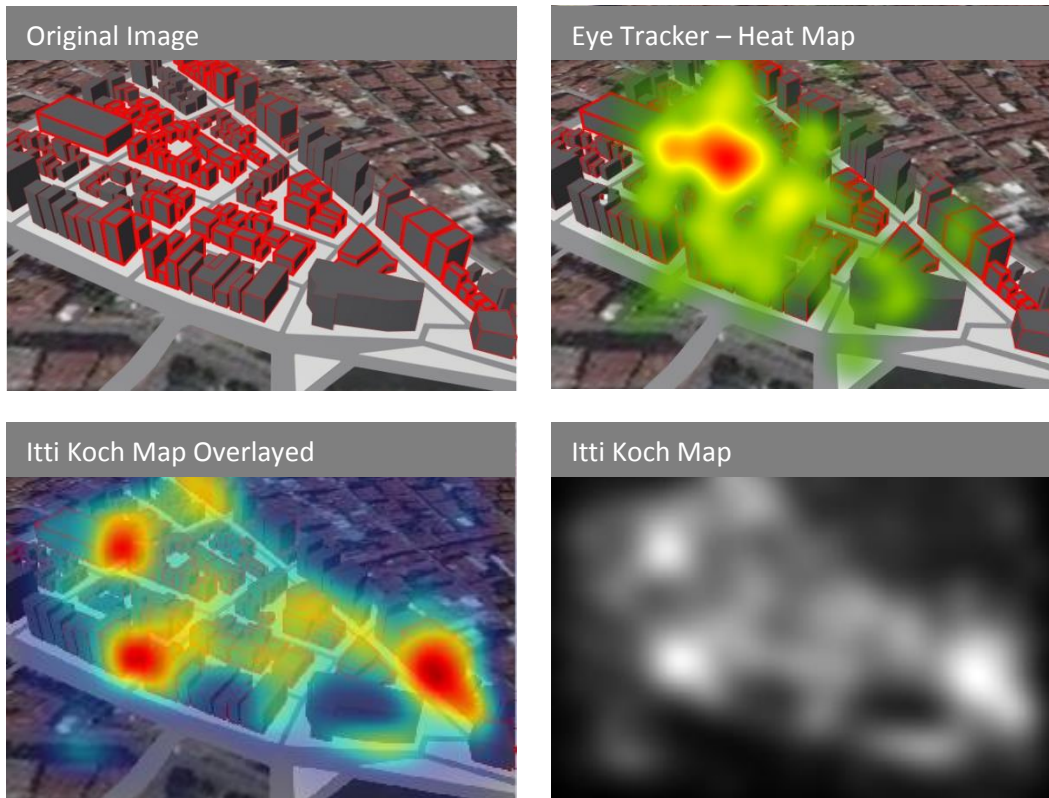 Original Image
Eye Tracker – Heat Map
Itti Koch Map Overlayed
Itti Koch Map